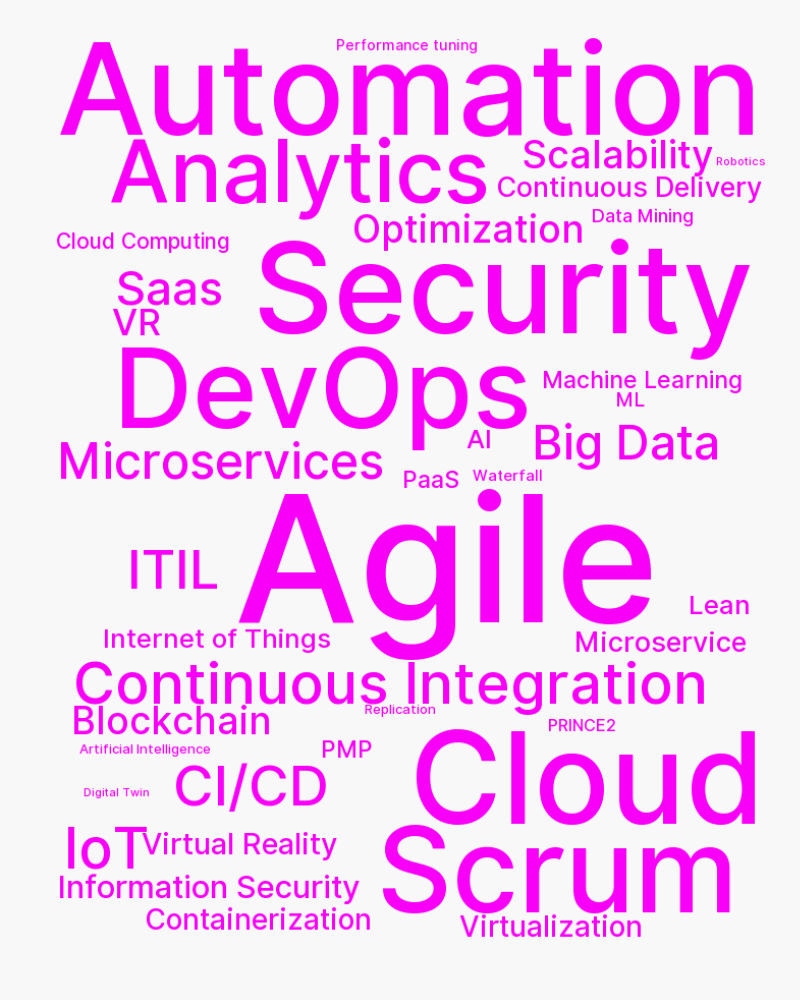 Performance tuning
Automation
Analytics
Scalability
Robotics
Continuous Delivery
Data Mining
Optimization
Cloud Computing
Security
Saas
VR
DevOps
Machine Learning
ML
AI
Big Data
Microservices
PaaS
Waterfall
Agile
ITIL
Lean
Internet of Things
Microservice
Continuous Integration
Blockchain
Replication
PRINCE2
Artificial Intelligence
PMP
Cloud
CI/CD
Digital Twin
IoT
Virtual Reality
Scrum
Information Security
Containerization
Virtualization